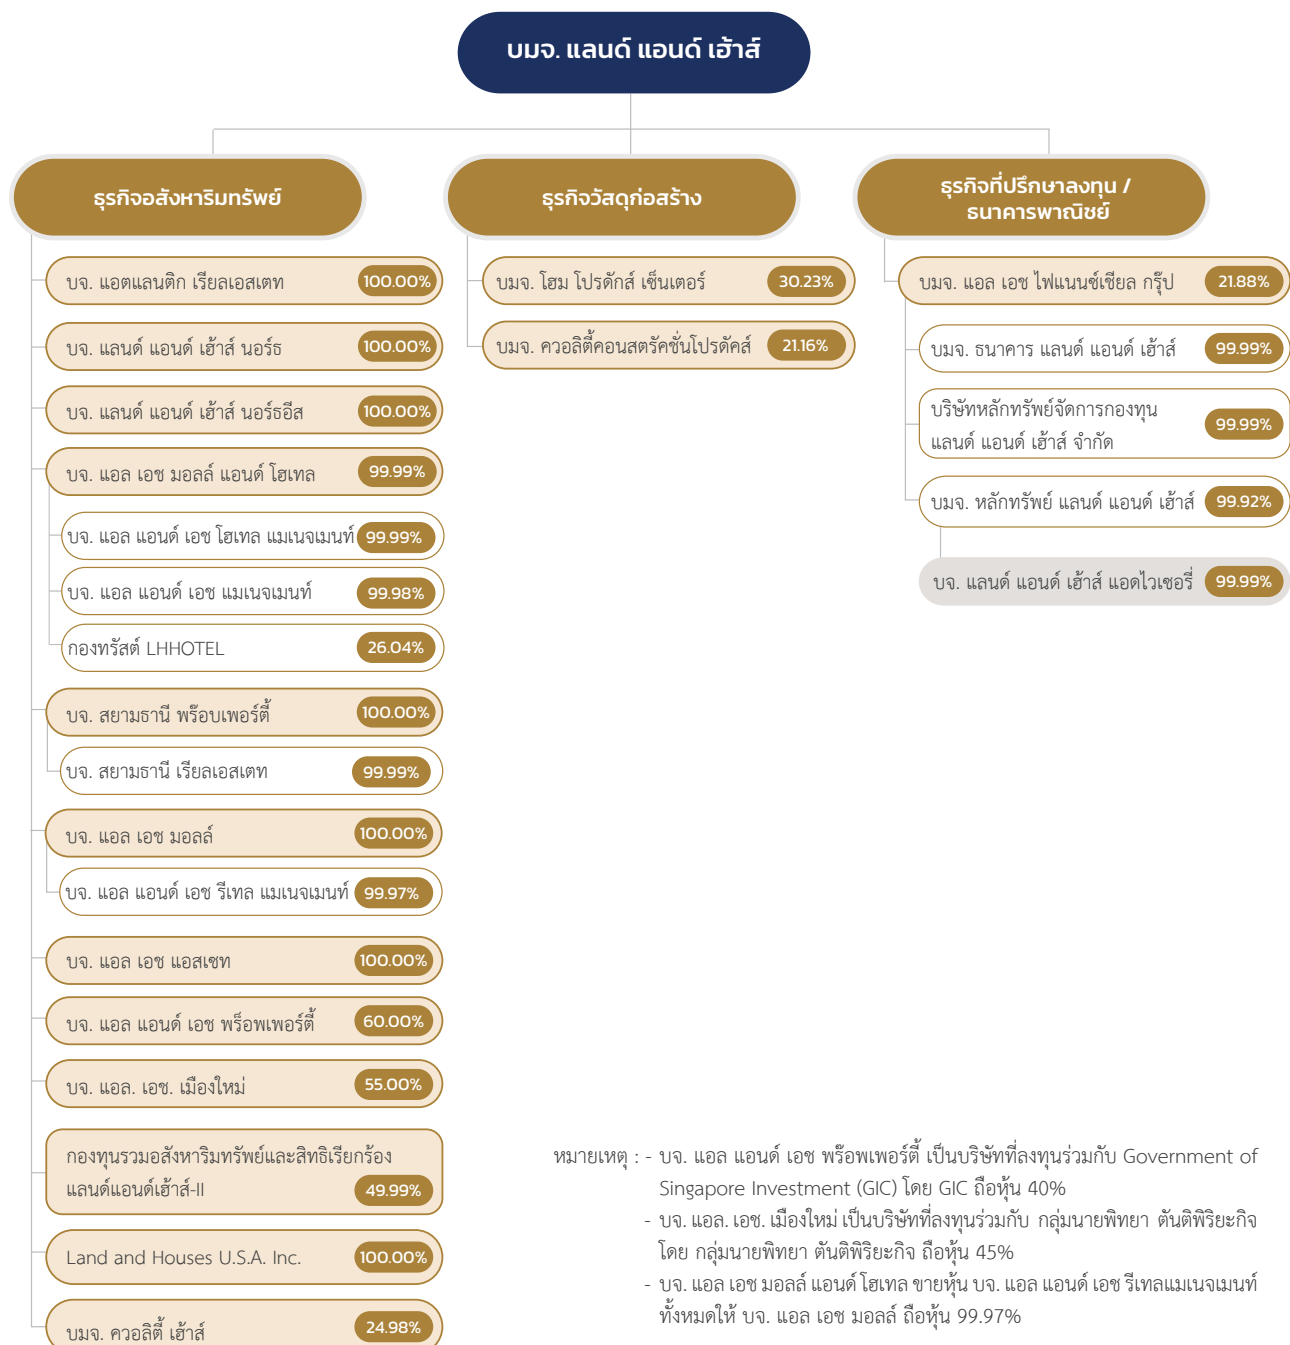 บมจ. แลนด์ แอนด์ เฮ้าส์
ธุรกิจอสังหาริมทรัพย์
บจ. แอตแลนติก เรียลเอสเตท 100.00%
บจ. แลนด์ แอนด์ เฮ้าส์ นอร์ธ 100.00%
บจ. แลนด์ แอนด์ เฮ้าส์ นอร์ธอีส 100.00%
บจ. แอล เอช มอลล์ แอนด์ โฮเทล 99.99%
บจ. แอล แอนด์ เอช โฮเทล แมเนจเมนท์ 99.99%
บจ. แอล แอนด์ เอช แมเนจเมนท์ 99.98%
กองทรัสต์ LHHOTEL 26.04%
บจ. สยามธานี พร๊อบเพอร์ตี้ 100.00%
บจ. สยามธานี เรียลเอสเตท 99.99%
บจ. แอล เอช มอลล์ 100.00%
บจ. แอล แอนด์ เอช รีเทล แมเนจเมนท์ 99.97%
บจ. แอล เอช แอสเซท 100.00%
บจ. แอล แอนด์ เอช พร็อพเพอร์ตี้ 60.00%
บจ. แอล. เอช. เมืองใหม่ 55.00%
กองทุนรวมอสังหาริมทรัพย์และสิทธิเรียกร้อง
แลนด์แอนด์เฮ้าส์-II 49.99%
Land and Houses U.S.A. Inc. 100.00%
บมจ. ควอลิตี้ เฮ้าส์ 24.98%
ธุรกิจวัสดุก่อสร้าง
บมจ. โฮม โปรดักส์ เซ็นเตอร์ 30.23%
บมจ. ควอลิตี้คอนสตรัคชั่นโปรดัคส์ 21.16%
ธุรกิจที่ปรึกษาลงทุน /
ธนาคารพาณิชย์
บมจ. แอล เอช ไฟแนนซ์เชียล กรุ๊ป 21.88%
บมจ. ธนาคาร แลนด์ แอนด์ เฮ้าส์ 99.99%
บริษัทหลักทรัพย์จัดการกองทุน
แลนด์ แอนด์ เฮ้าส์ จำกัด 99.99%
บมจ. หลักทรัพย์ แลนด์ แอนด์ เฮ้าส์ 99.92%
บจ. แลนด์ แอนด์ เฮ้าส์ แอดไวเซอรี่ 99.99%
หมายเหตุ : - บจ. แอล แอนด์ เอช พร๊อพเพอร์ตี้ เป็นบริษัทที่ลงทุนร่วมกับ Government of
Singapore Investment (GIC) โดย GIC ถือหุ้น 40%
- บจ. แอล. เอช. เมืองใหม่ เป็นบริษัทที่ลงทุนร่วมกับ กลุ่มนายพิทยา ตันติพิริยะกิจ
โดย กลุ่มนายพิทยา ตันติพิริยะกิจ ถือหุ้น 45%
- บจ. แอล เอช มอลล์ แอนด์ โฮเทล ขายหุ้น บจ. แอล แอนด์ เอช รีเทลแมเนจเมนท์
ทั้งหมดให้ บจ. แอล เอช มอลล์ ถือหุ้น 99.97%